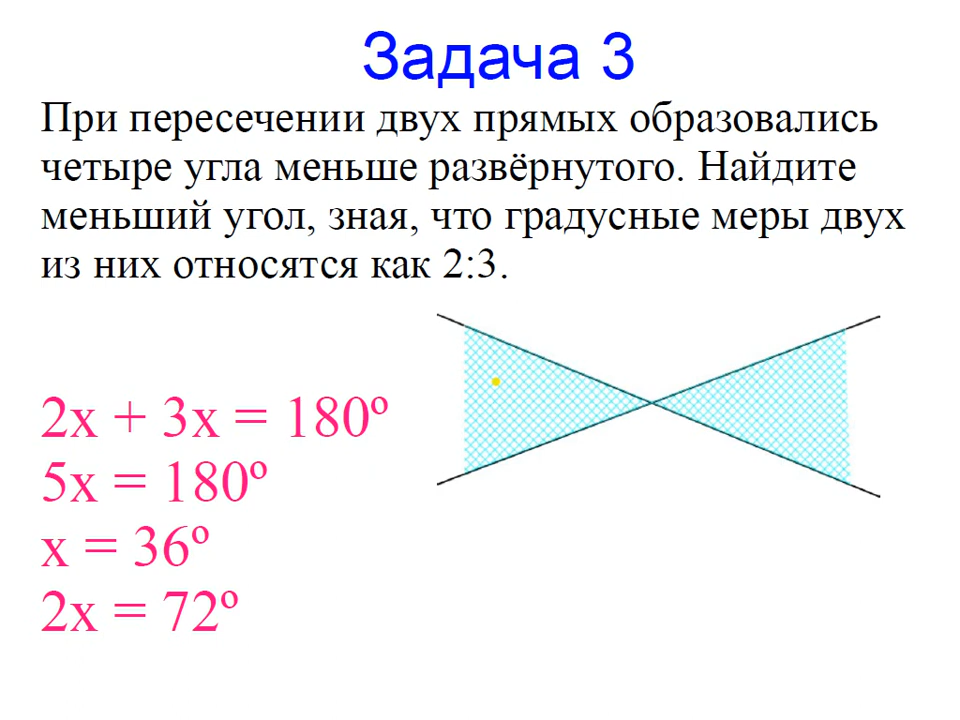 Задача 3
При пересечении двух прямых образовались
четыре угла меньше развёрнутого. Найдите
меньший угол, зная, что градусные меры двух
из них относятся как 2:3.
2x + 3x = 180º
5x = 180º
x = 36º
2x = 72º